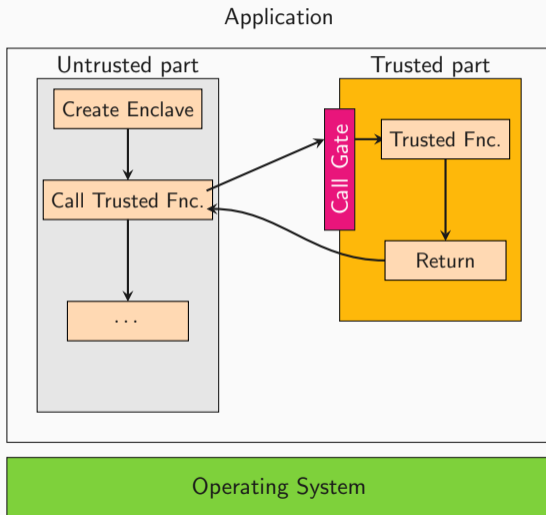 Application
Untrusted part
Trusted part
Create Enclave
Call Gate
Trusted Fnc.
Call Trusted Fnc.
Return
...
Operating System